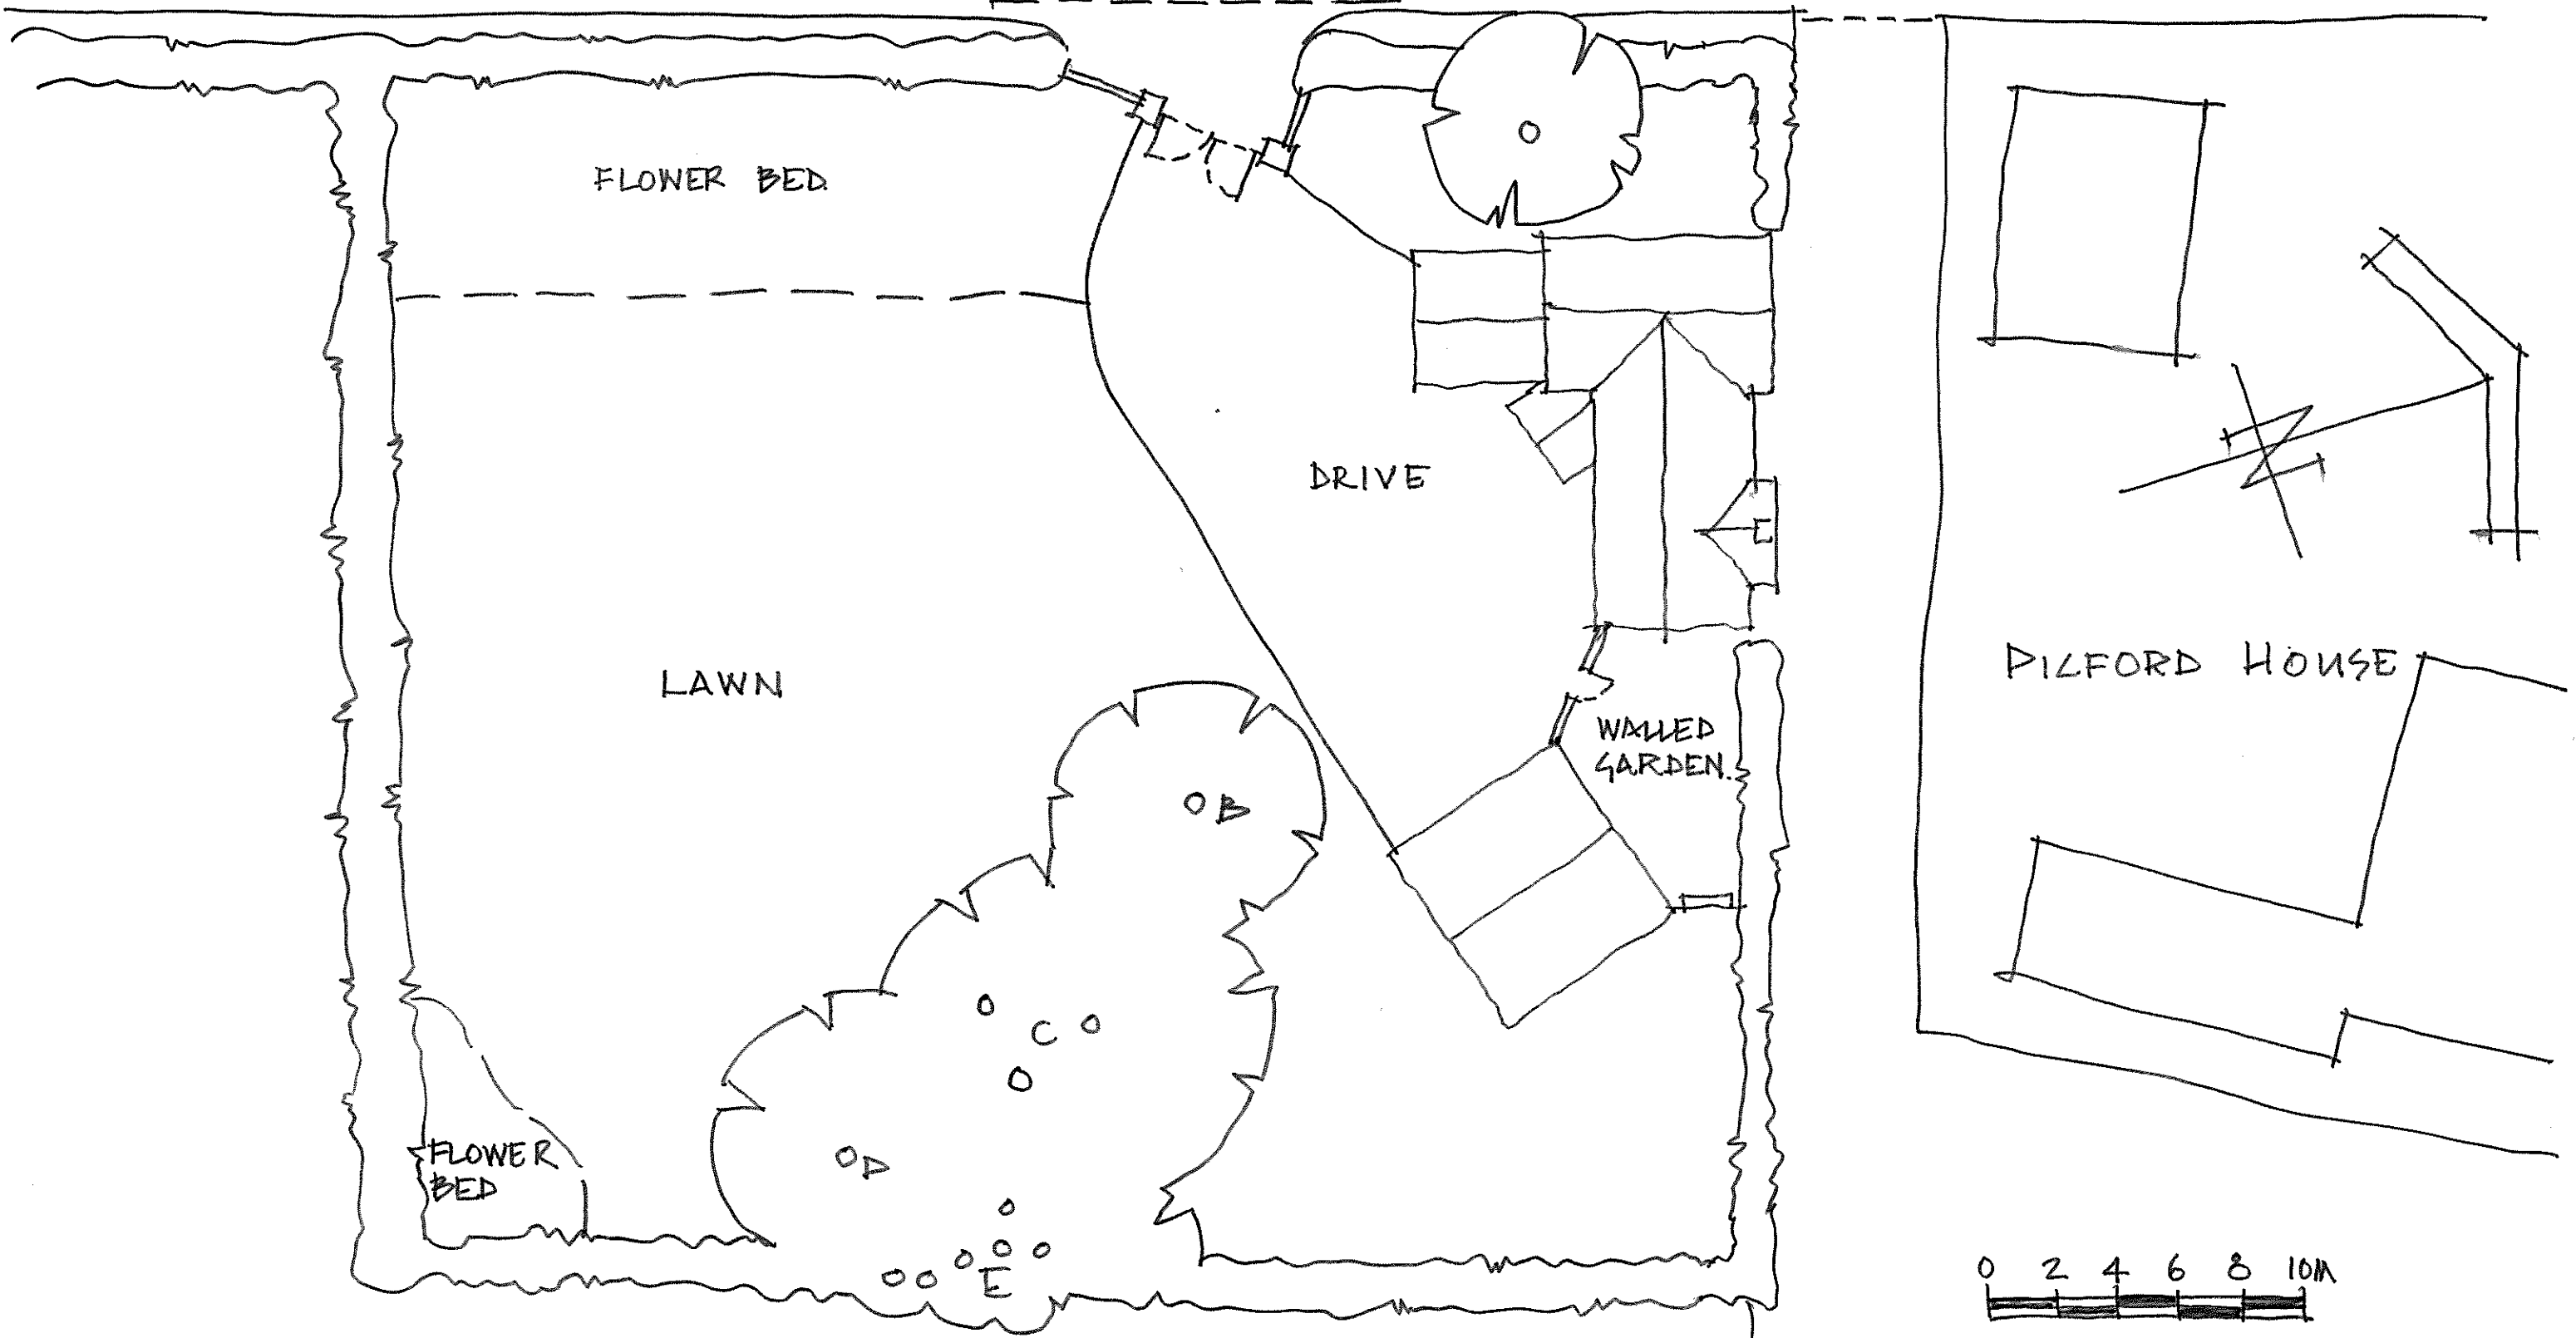 FLOWER BED
DRIVE
LAWN
PILFORD HOUSE
WALLED
GARDEN.
B
C
D
FLOWER
BED
E
0 2 4 6 8 10M